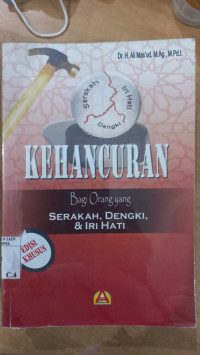 Dr. H. Ali Mas'ud, M.Ag., M.Pd.I.
Serakah
Iri Hati
Dengki
KEHANCURAN
Bagi Orang yang
SERAKAH, DENGKI,
& IRI HATI
EDISI
KHUSUS
C.4